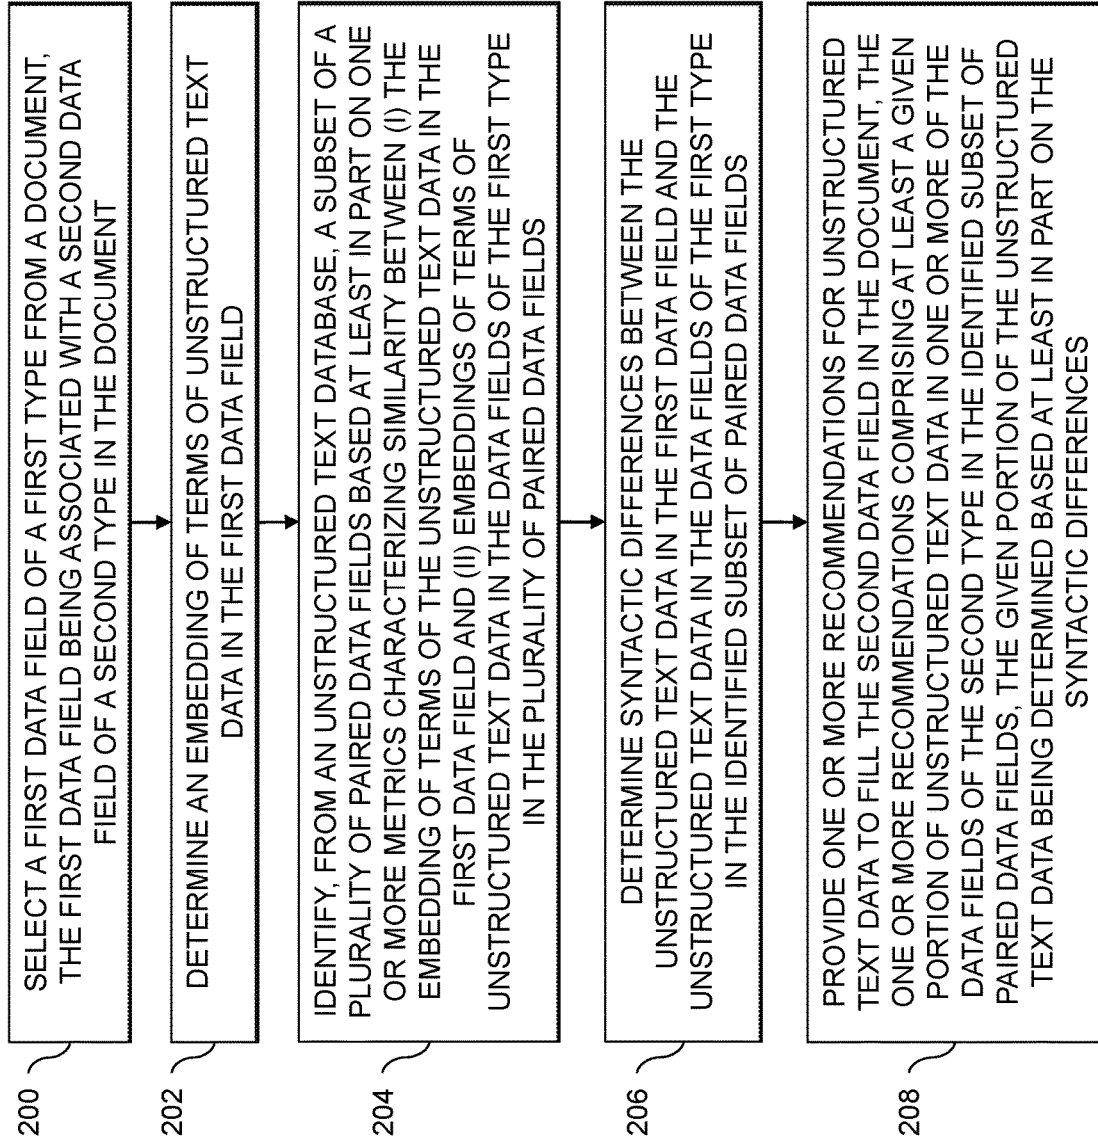 200
SELECT A FIRST DATA FIELD OF A FIRST TYPE FROM A DOCUMENT,
THE FIRST DATA FIELD BEING ASSOCIATED WITH A SECOND DATA
FIELD OF A SECOND TYPE IN THE DOCUMENT
202
DETERMINE AN EMBEDDING OF TERMS OF UNSTRUCTURED TEXT
DATA IN THE FIRST DATA FIELD
204
IDENTIFY, FROM AN UNSTRUCTURED TEXT DATABASE, A SUBSET OF A
PLURALITY OF PAIRED DATA FIELDS BASED AT LEAST IN PART ON ONE
OR MORE METRICS CHARACTERIZING SIMILARITY BETWEEN (I) THE
EMBEDDING OF TERMS OF THE UNSTRUCTURED TEXT DATA IN THE
FIRST DATA FIELD AND (II) EMBEDDINGS OF TERMS OF
UNSTRUCTURED TEXT DATA IN THE DATA FIELDS OF THE FIRST TYPE
IN THE PLURALITY OF PAIRED DATA FIELDS
206
DETERMINE SYNTACTIC DIFFERENCES BETWEEN THE
UNSTRUCTURED TEXT DATA IN THE FIRST DATA FIELD AND THE
UNSTRUCTURED TEXT DATA IN THE DATA FIELDS OF THE FIRST TYPE
IN THE IDENTIFIED SUBSET OF PAIRED DATA FIELDS
208
PROVIDE ONE OR MORE RECOMMENDATIONS FOR UNSTRUCTURED
TEXT DATA TO FILL THE SECOND DATA FIELD IN THE DOCUMENT, THE
ONE OR MORE RECOMMENDATIONS COMPRISING AT LEAST A GIVEN
PORTION OF UNSTRUCTURED TEXT DATA IN ONE OR MORE OF THE
DATA FIELDS OF THE SECOND TYPE IN THE IDENTIFIED SUBSET OF
PAIRED DATA FIELDS, THE GIVEN PORTION OF THE UNSTRUCTURED
TEXT DATA BEING DETERMINED BASED AT LEAST IN PART ON THE
SYNTACTIC DIFFERENCES